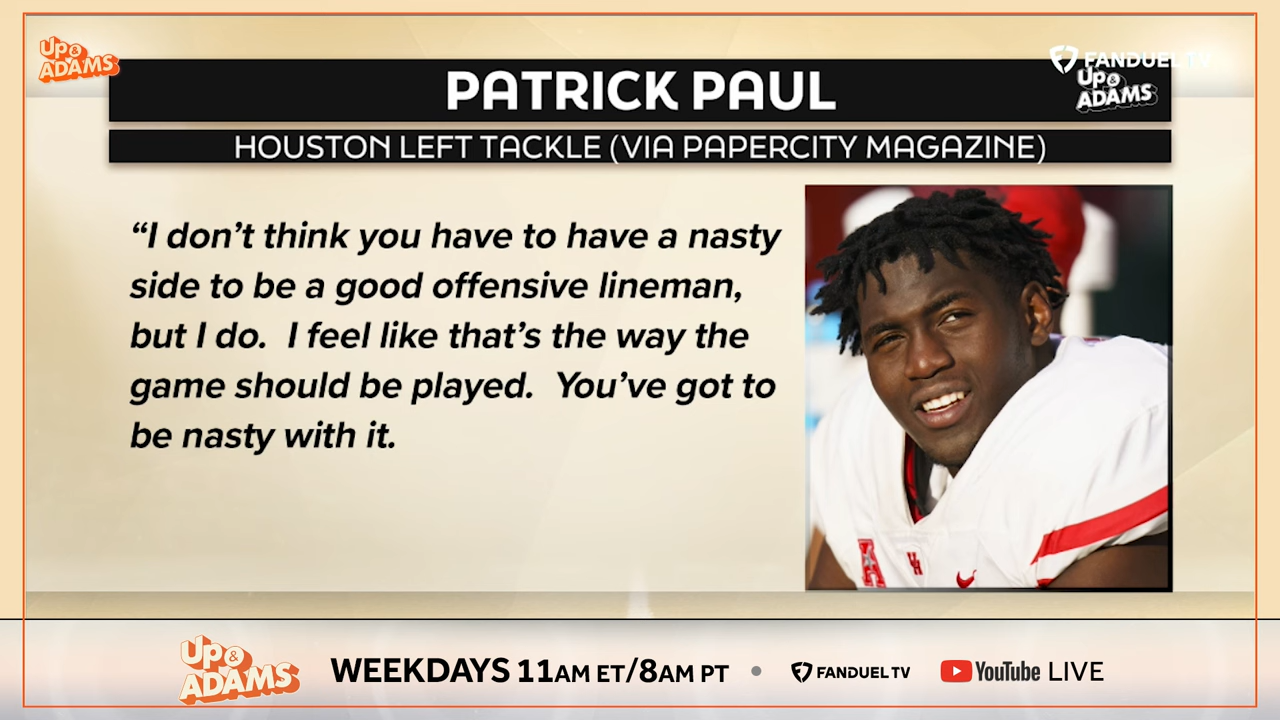 Up &
ADAMS
FANDUEL TV
PATRICK PAUL
Up &
ADAMS
HOUSTON LEFT TACKLE (VIA PAPERCITY MAGAZINE)
“I don’t think you have to have a nasty
side to be a good offensive lineman,
but I do.  I feel like that’s the way the
game should be played.  You’ve got to
be nasty with it.
A
UH
Up &
ADAMS
WEEKDAYS 11AM ET/8AM PT
FANDUEL TV
YouTube LIVE